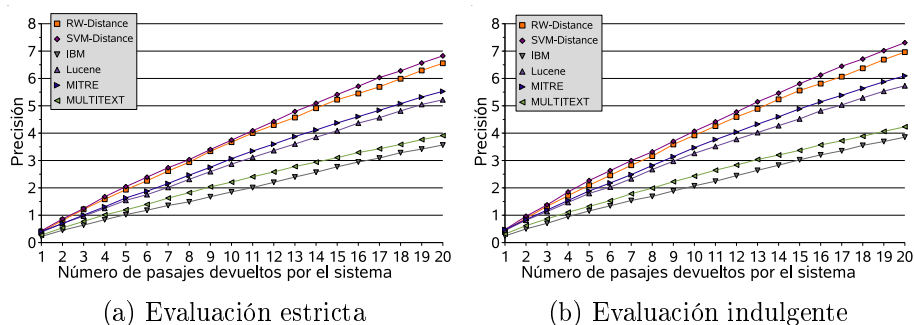 8
7
6
5
4
3
2
1
0
Precisión
RW-Distance
SVM-Distance
IBM
Lucene
MITRE
MULTITEXT
1 2 3 4 5 6 7 8 9 10 11 12 13 14 15 16 17 18 19 20
Número de pasajes devueltos por el sistema
(a) Evaluación estricta
8
7
6
5
4
3
2
1
0
Precisión
RW-Distance
SVM-Distance
IBM
Lucene
MITRE
MULTITEXT
1 2 3 4 5 6 7 8 9 10 11 12 13 14 15 16 17 18 19 20
Número de pasajes devueltos por el sistema
(b) Evaluación indulgente